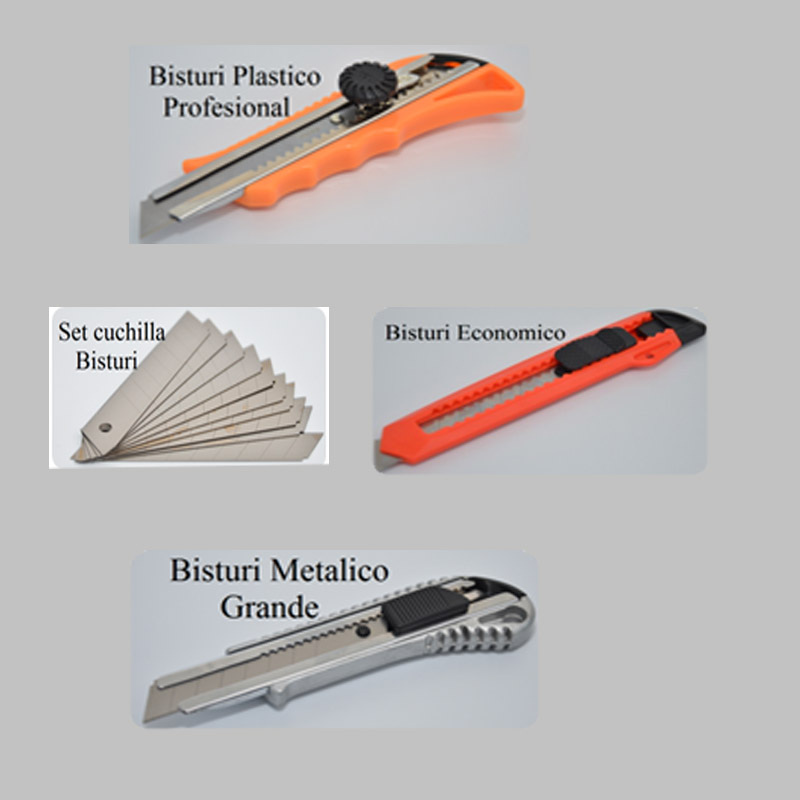 Bisturi Plastico
Profesional
Set cuchilla
Bisturi
Bisturi Economico
Bisturi Metalico
Grande